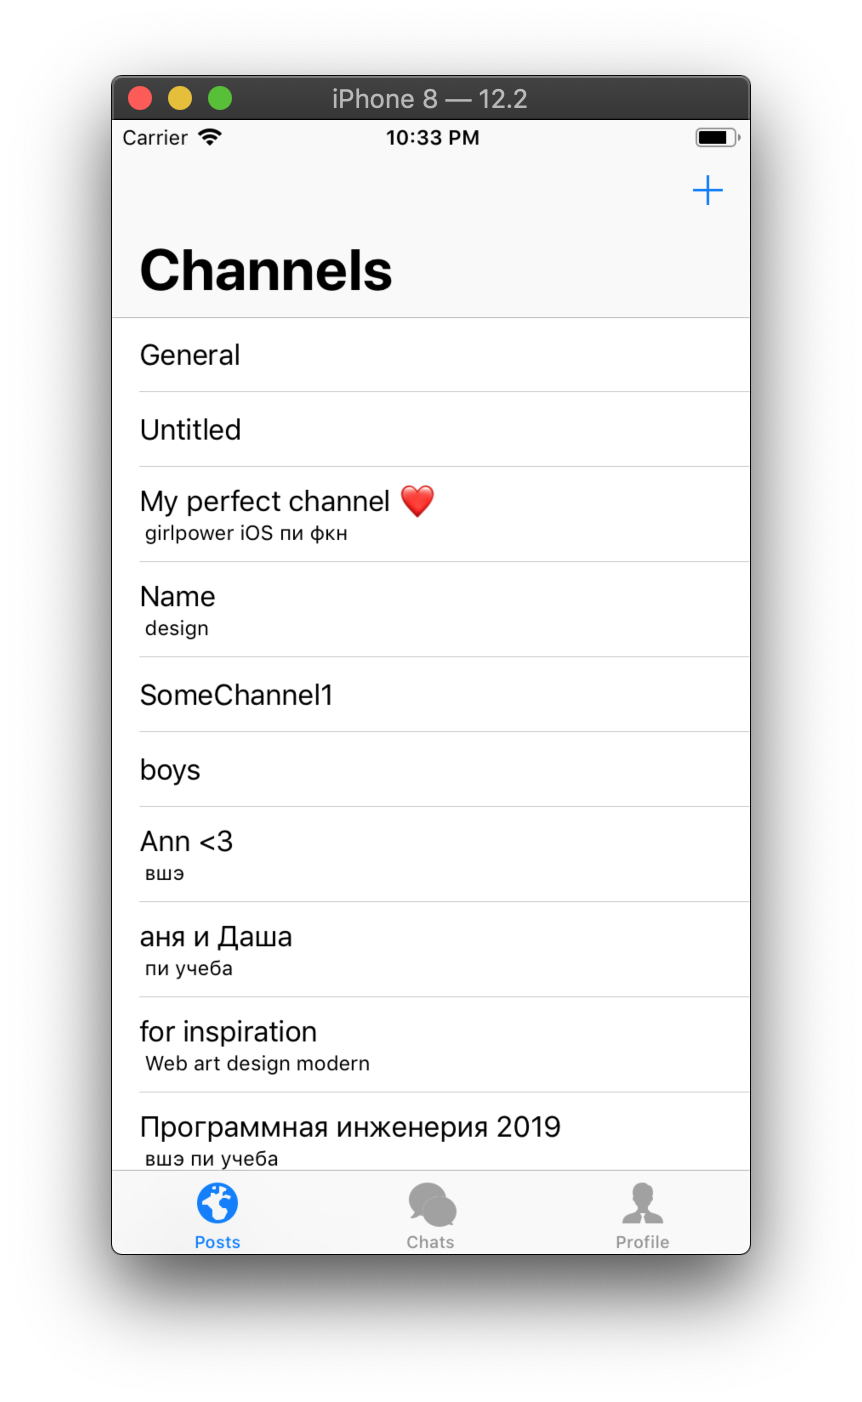 iPhone 8 — 12.2
Carrier 10:33 PM
Channels
General
Untitled
My perfect channel ❤️
girlpower iOS пи фкн
Name
design
SomeChannel1
boys
Ann <3
вшэ
аня и Даша
пи учеба
for inspiration
Web art design modern
Программная инженерия 2019
вшэ пи учеба
Posts Chats Profile